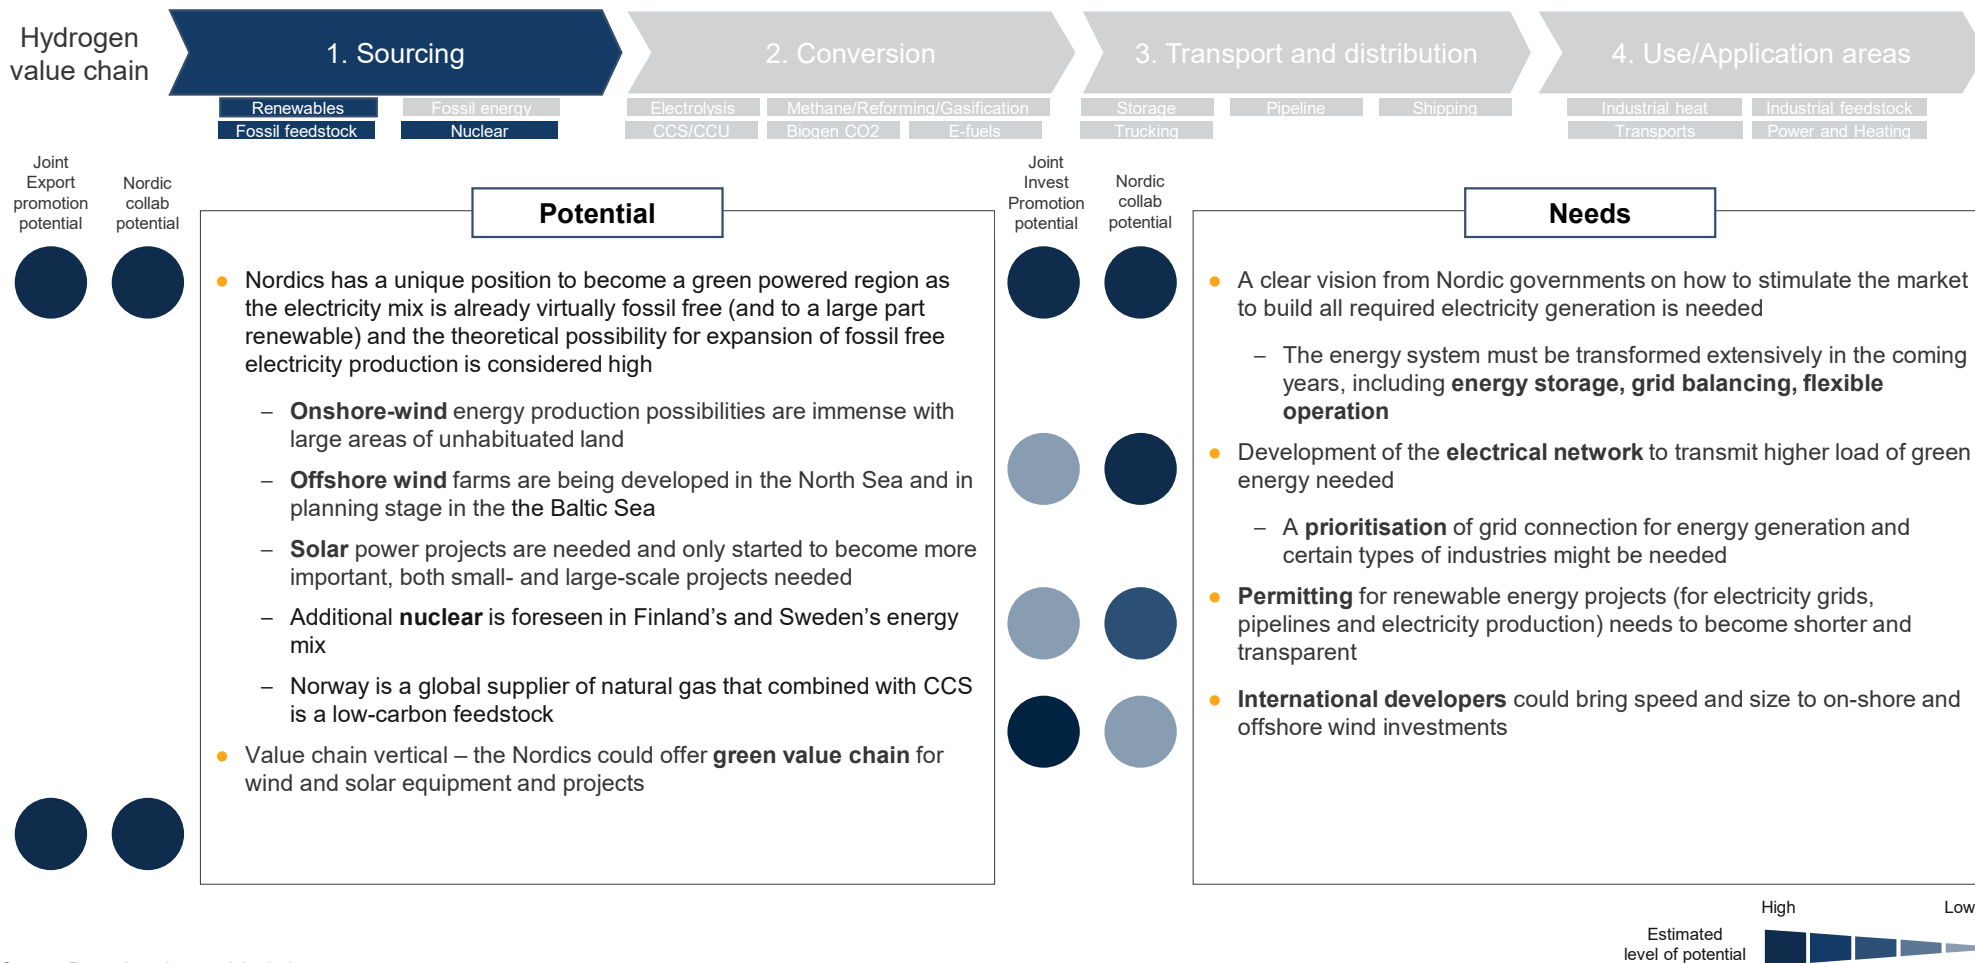 Hydrogen
value chain
1. Sourcing
2. Conversion
3. Transport and distribution
4. Use/Application areas
Renewables
Fossil energy
Fossil feedstock
Nuclear
Electrolysis
Methane/Reforming/Gasification
CCS/CCU
Biogen CO2
E-fuels
Storage
Pipeline
Shipping
Trucking
Industrial heat
Industrial feedstock
Transports
Power and Heating
Joint
Export
promotion
potential
Nordic
collab
potential
Potential
● Nordics has a unique position to become a green powered region as
the electricity mix is already virtually fossil free (and to a large part
renewable) and the theoretical possibility for expansion of fossil free
electricity production is considered high
– Onshore-wind energy production possibilities are immense with
large areas of unhabituated land
– Offshore wind farms are being developed in the North Sea and in
planning stage in the the Baltic Sea
– Solar power projects are needed and only started to become more
important, both small- and large-scale projects needed
– Additional nuclear is foreseen in Finland's and Sweden's energy
mix
– Norway is a global supplier of natural gas that combined with CCS
is a low-carbon feedstock
● Value chain vertical – the Nordics could offer green value chain for
wind and solar equipment and projects
Joint
Invest
Promotion
potential
Nordic
collab
potential
Needs
● A clear vision from Nordic governments on how to stimulate the market
to build all required electricity generation is needed
– The energy system must be transformed extensively in the coming
years, including energy storage, grid balancing, flexible
operation
● Development of the electrical network to transmit higher load of green
energy needed
– A prioritisation of grid connection for energy generation and
certain types of industries might be needed
● Permitting for renewable energy projects (for electricity grids,
pipelines and electricity production) needs to become shorter and
transparent
● International developers could bring speed and size to on-shore and
offshore wind investments
High
Low
Estimated
level of potential